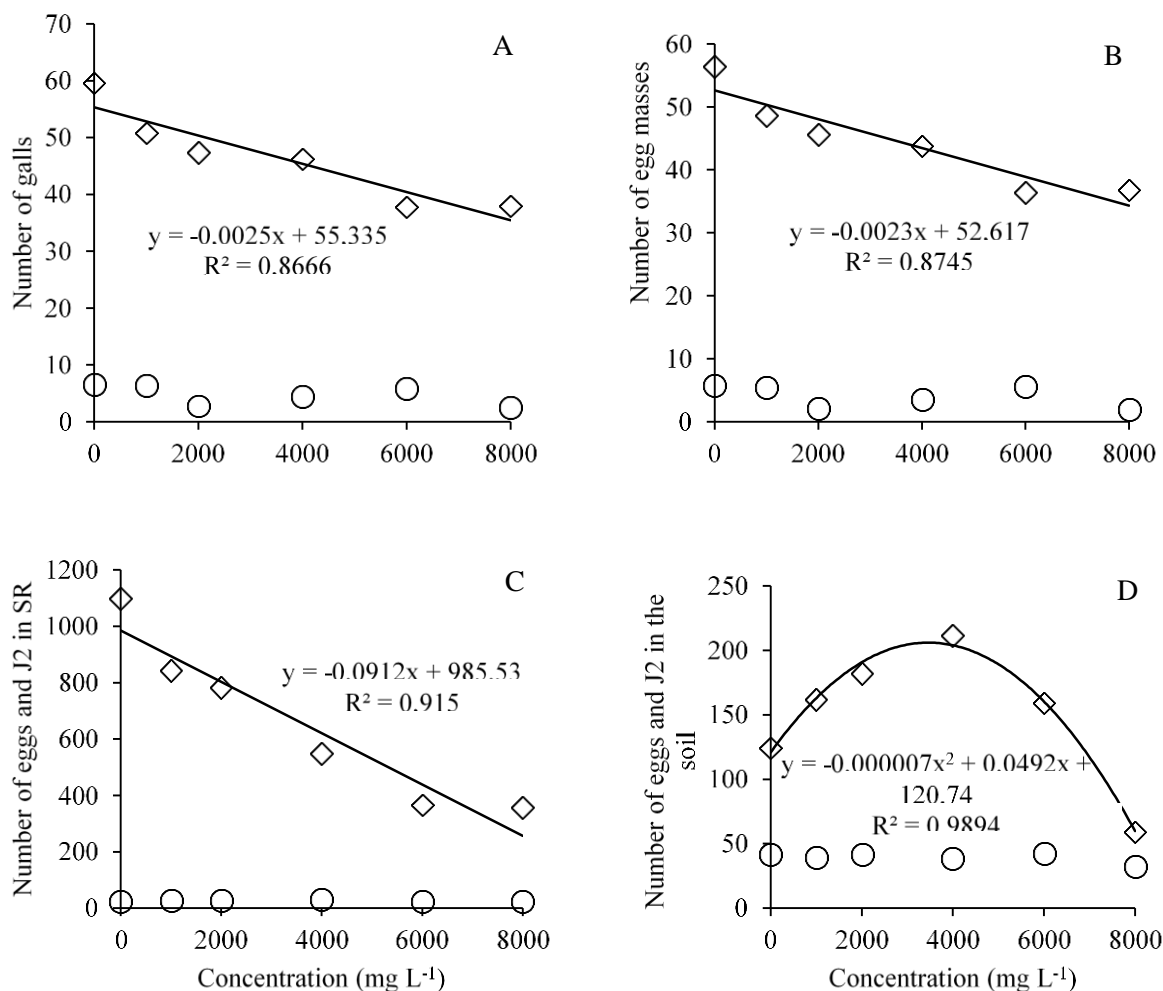 A
Number of galls
70
60
50
40
30
20
10
0
0 2000 4000 6000 8000
y = -0.0025x + 55.335
R² = 0.8666
B
Number of egg masses
60
50
40
30
20
10
0
0 2000 4000 6000 8000
y = -0.0023x + 52.617
R² = 0.8745
C
Number of eggs and J2 in SR
1200
1000
800
600
400
200
0
0 2000 4000 6000 8000
y = -0.0912x + 985.53
R² = 0.915
Concentration (mg L⁻¹)
D
Number of eggs and J2 in the
soil
250
200
150
100
50
0
0 2000 4000 6000 8000
y = -0.000007x² + 0.0492x +
120.74
R² = 0.9894
Concentration (mg L⁻¹)